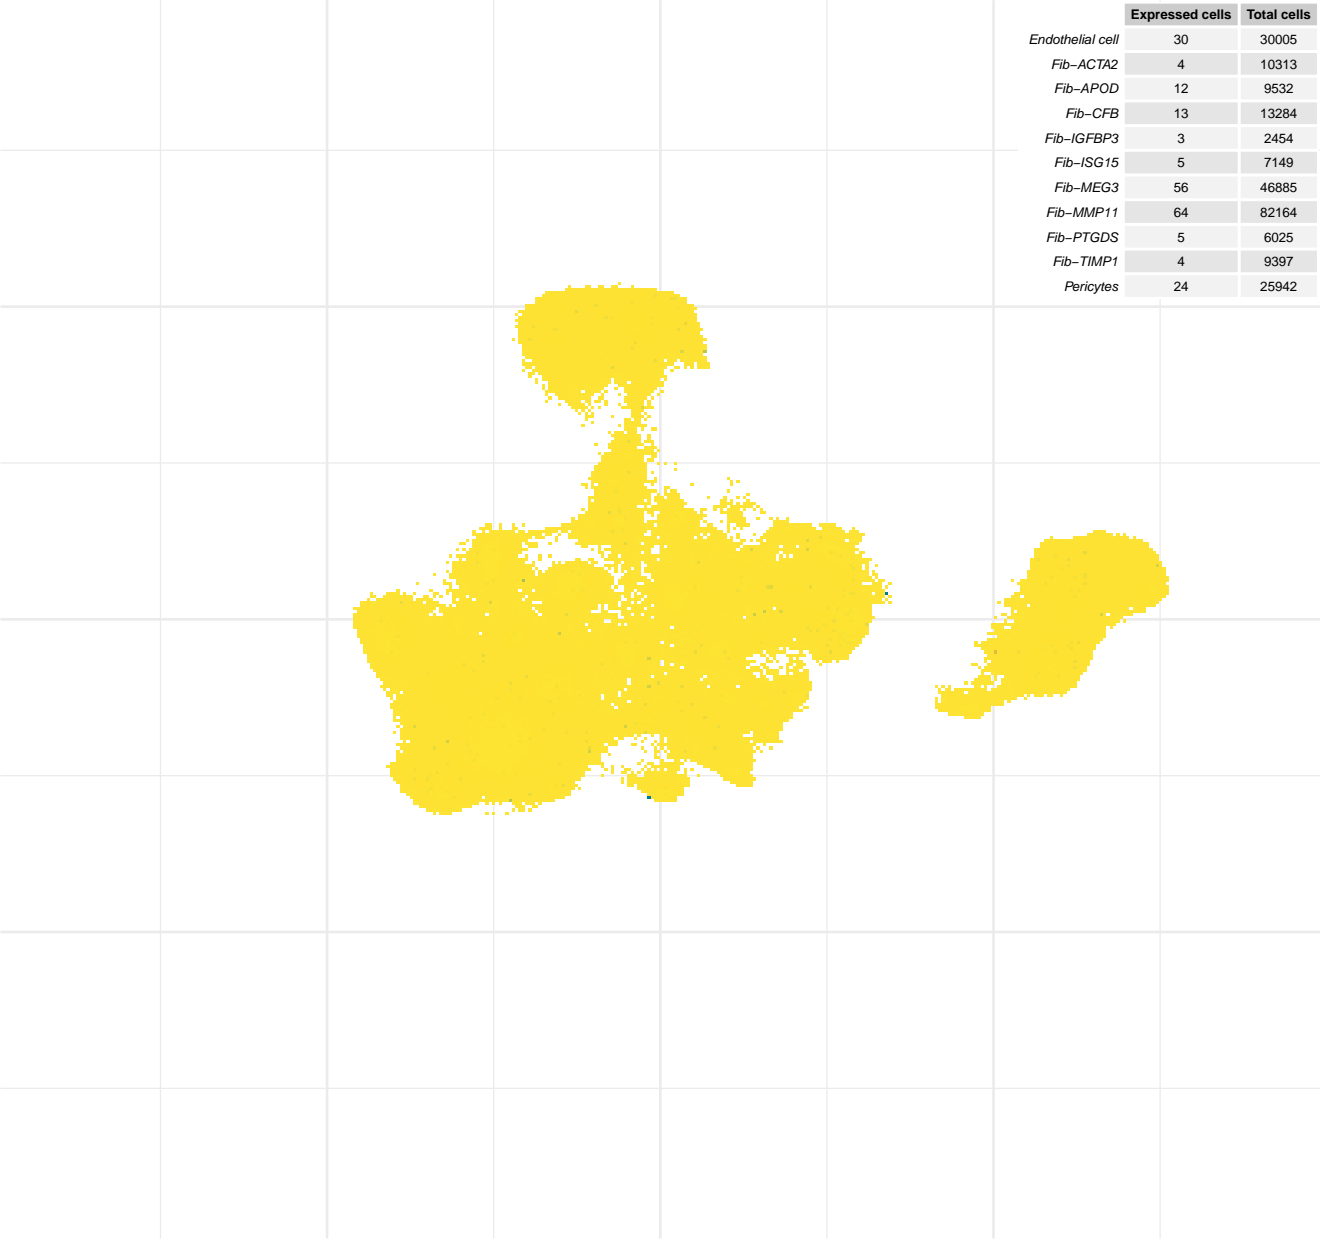 Expressed cells Total cells
Endothelial cell 30 30005
Fib−ACTA2 4 10313
Fib−APOD 12 9532
Fib−CFB 13 13284
Fib−IGFBP3 3 2454
Fib−ISG15 5 7149
Fib−MEG3 56 46885
Fib−MMP11 64 82164
Fib−PTGDS 5 6025
Fib−TIMP1 4 9397
Pericytes 24 25942